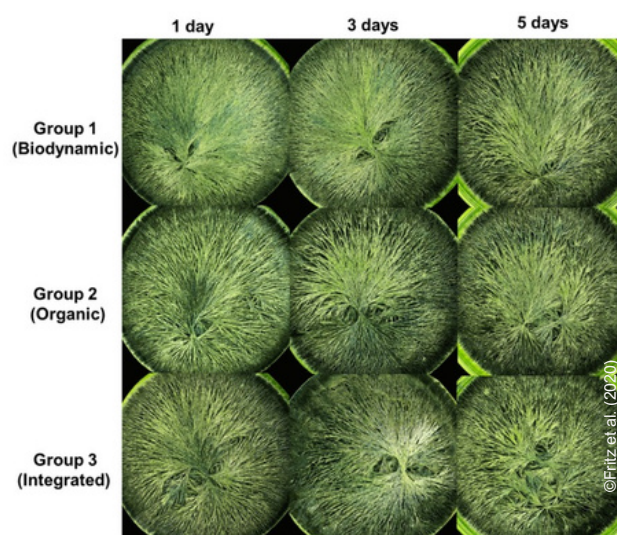 1 day 3 days 5 days
Group 1
(Biodynamic)
Group 2
(Organic)
Group 3
(Integrated)
©Fritz et al. (2020)